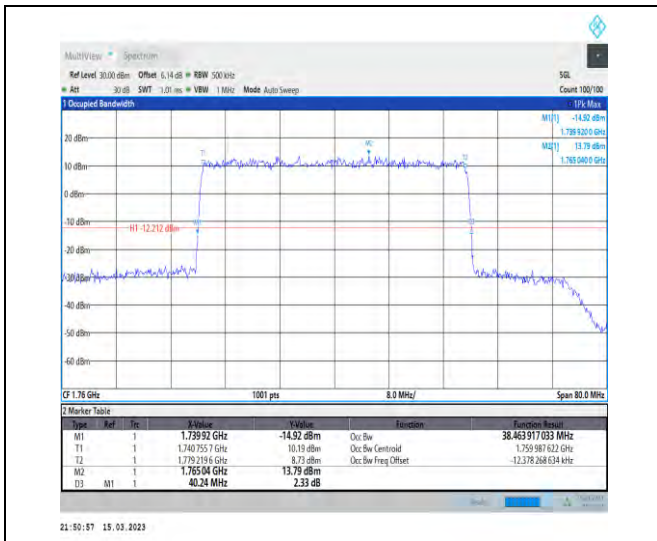 MultiView Spectrum
Ref Level 30.00 dBm Offset 6.14 dB RBW 500 kHz SGL
Att 30 dB SWT 1.01 ms VBW 1 MHz Mode Auto Sweep Count 100/100
1 Occupied Bandwidth 1Pk Max
M1[1] -14.92 dBm
1.739 920 0 GHz
M2[1] 13.79 dBm
1.765 040 0 GHz
20 dBm
M2
T1
T2
10 dBm
0 dBm
-10 dBm
M1
H1 -12.212 dBm
-30 dBm
-40 dBm
-50 dBm
-60 dBm
CF 1.76 GHz 1001 pts 8.0 MHz/ Span 80.0 MHz
2 Marker Table
Type Ref Trc X-Value Y-Value Function Function Result
M1 1 1.73992 GHz -14.92 dBm Occ Bw 38.463 917 033 MHz
T1 1 1.740 755 7 GHz 10.19 dBm Occ Bw Centroid 1.759 987 622 GHz
T2 1 1.779 219 6 GHz 8.73 dBm Occ Bw Freq Offset -12.378 268 634 kHz
M2 1 1.76504 GHz 13.79 dBm
D3 M1 1 40.24 MHz 2.33 dB
21:50:57 15.03.2023